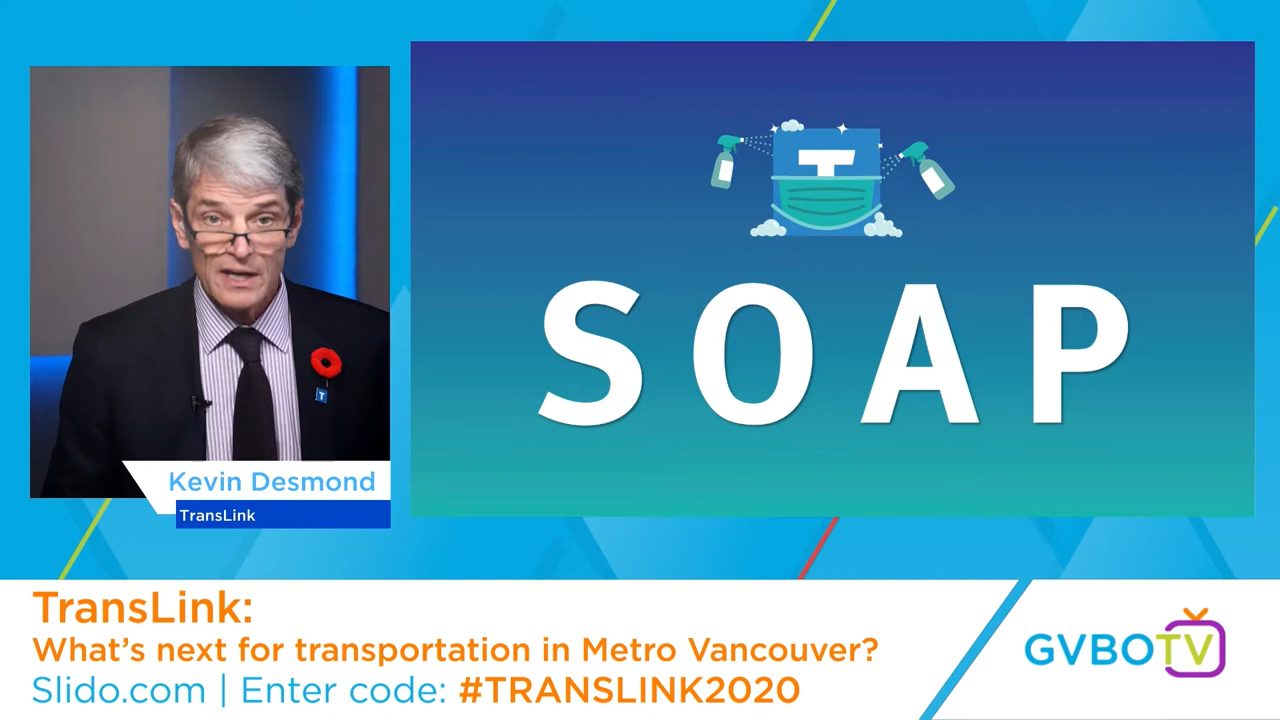 T
SOAP
T
Kevin Desmond
TransLink
TransLink:
What's next for transportation in Metro Vancouver?
Slido.com | Enter code: #TRANSLINK2020
GVBOTV